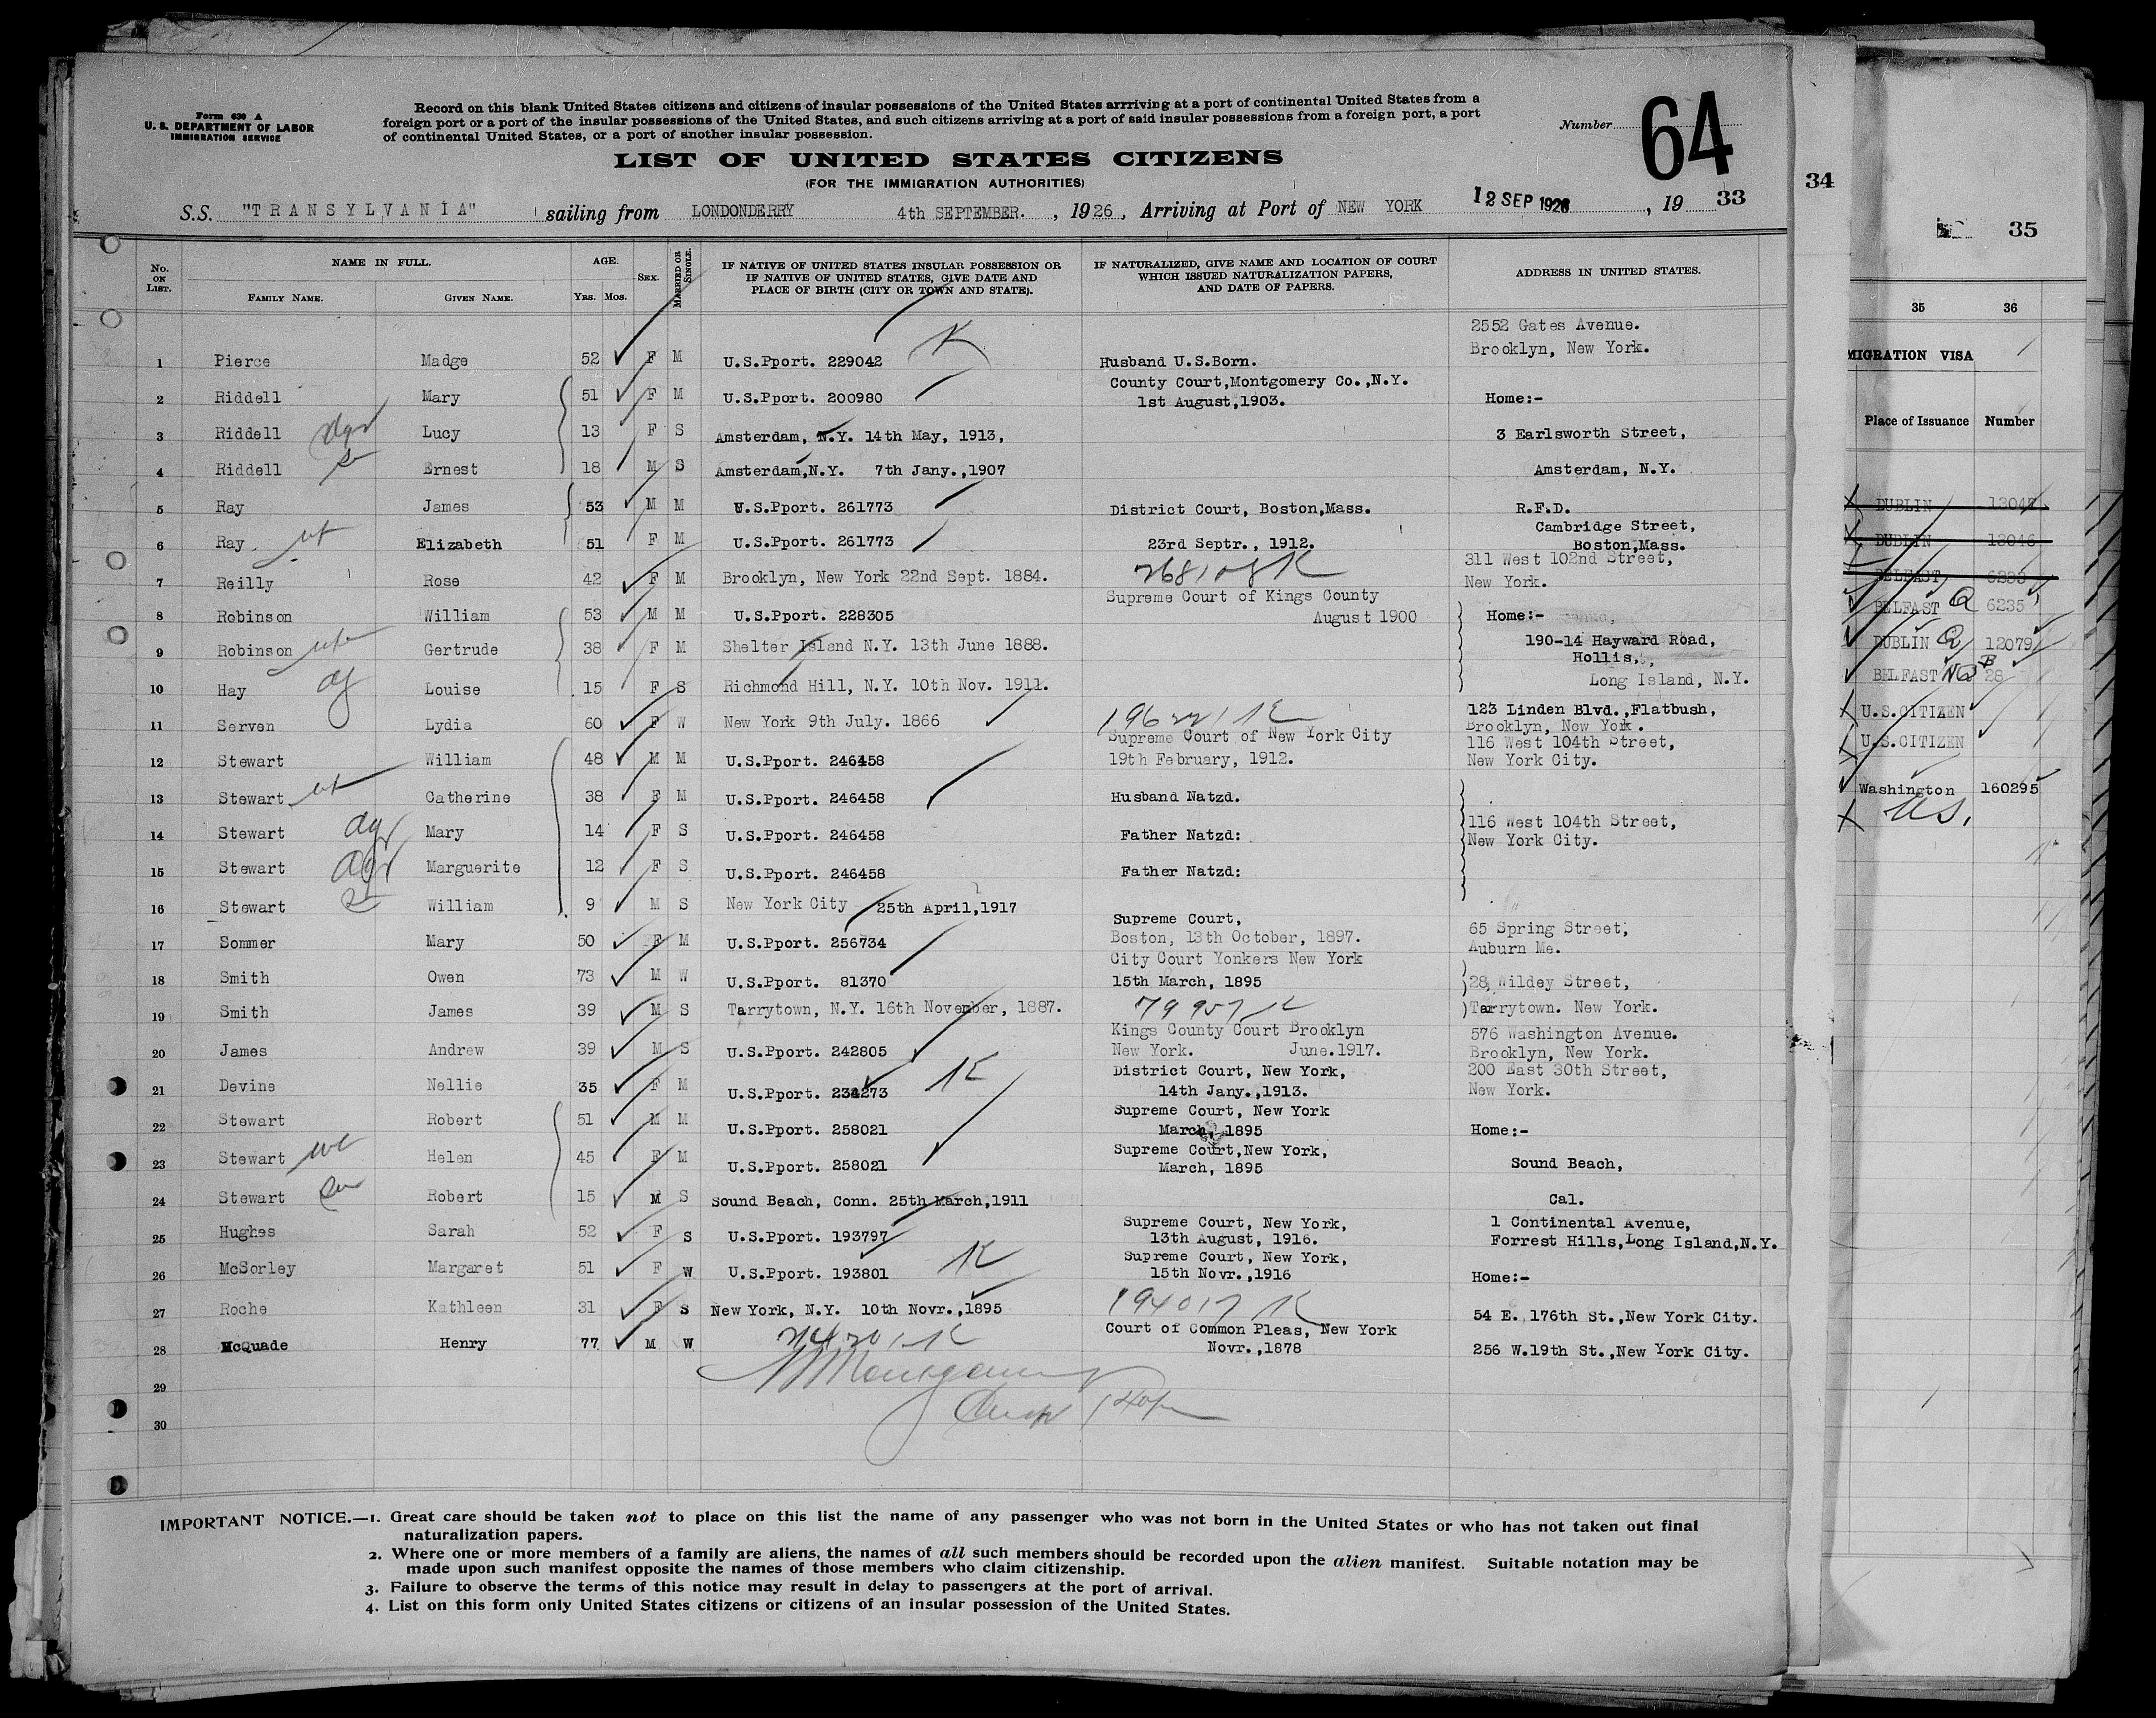 Form 630 A
U. S. DEPARTMENT OF LABOR
IMMIGRATION SERVICE
Record on this blank United States citizens and citizens of insular possessions of the United States arrriving at a port of continental United States from a
foreign port or a port of the insular possessions of the United States, and such citizens arriving at a port of said insular possessions from a foreign port, a port
of continental United States, or a port of another insular possession.
Number 64
LIST OF UNITED STATES CITIZENS
(FOR THE IMMIGRATION AUTHORITIES)
S.S. "TRANSYLVANIA" sailing from LONDONDERRY 4th SEPTEMBER. , 1926, Arriving at Port of NEW YORK 12 SEP 1926 , 19 33
No. ON LIST. NAME IN FULL. AGE. SEX. MARRIED OR SINGLE. IF NATIVE OF UNITED STATES INSULAR POSSESSION OR IF NATIVE OF UNITED STATES, GIVE DATE AND PLACE OF BIRTH (CITY OR TOWN AND STATE). IF NATURALIZED, GIVE NAME AND LOCATION OF COURT WHICH ISSUED NATURALIZATION PAPERS, AND DATE OF PAPERS. ADDRESS IN UNITED STATES.
FAMILY NAME. GIVEN NAME. YRS. MOS.
2552 Gates Avenue.
1 Pierce Madge 52 F M U.S.Pport. 229042 K Husband U.S.Born. Brooklyn, New York.
County Court,Montgomery Co.,N.Y.
2 Riddell Mary 51 F M U.S.Pport. 200980 1st August,1903. Home:-
3 Riddell Lucy 13 F S Amsterdam, N.Y. 14th May, 1913, 3 Earlsworth Street,
4 Riddell Ernest 18 M S Amsterdam,N.Y. 7th Jany.,1907 Amsterdam, N.Y.
5 Ray James 53 M M U.S.Pport. 261773 District Court, Boston,Mass. R.F.D.
Cambridge Street,
6 Ray Elizabeth 51 F M U.S.Pport. 261773 23rd Septr., 1912. Boston,Mass.
311 West 102nd Street,
7 Reilly Rose 42 F M Brooklyn, New York 22nd Sept. 1884. 268108 K New York.
Supreme Court of Kings County
8 Robinson William 53 M M U.S.Pport. 228305 August 1900 Home:-
9 Robinson Gertrude 38 F M Shelter Island N.Y. 13th June 1888. 190-14 Hayward Road,
Hollis,
10 Hay Louise 15 F S Richmond Hill, N.Y. 10th Nov. 1911. Long Island, N.Y.
123 Linden Blvd.,Flatbush,
11 Serven Lydia 60 F W New York 9th July. 1866 Brooklyn, New York.
Supreme Court of New York City 116 West 104th Street,
12 Stewart William 48 M M U.S.Pport. 246458 19th February, 1912. New York City.
13 Stewart Catherine 38 F M U.S.Pport. 246458 Husband Natzd.
116 West 104th Street,
14 Stewart Mary 14 F S U.S.Pport. 246458 Father Natzd: New York City.
15 Stewart Marguerite 12 F S U.S.Pport. 246458 Father Natzd:
16 Stewart William 9 M S New York City 25th April,1917
Supreme Court, 65 Spring Street,
17 Sommer Mary 50 F M U.S.Pport. 256734 Boston, 13th October, 1897. Auburn Me.
City Court Yonkers New York
18 Smith Owen 73 M W U.S.Pport. 81370 15th March, 1895 28, Wildey Street,
19 Smith James 39 M S Tarrytown, N.Y. 16th November, 1887. 79957 K Tarrytown. New York.
Kings County Court Brooklyn 576 Washington Avenue.
20 James Andrew 39 M S U.S.Pport. 242805 New York. June.1917. Brooklyn, New York.
District Court, New York, 200 East 30th Street,
21 Devine Nellie 35 F M U.S.Pport. 234273 K 14th Jany.,1913. New York.
Supreme Court, New York
22 Stewart Robert 51 M M U.S.Pport. 258021 March, 1895 Home:-
Supreme Court,New York,
23 Stewart Helen 45 F M U.S.Pport. 258021 March, 1895 Sound Beach,
24 Stewart Robert 15 M S Sound Beach, Conn. 25th March,1911 Cal.
Supreme Court, New York, 1 Continental Avenue,
25 Hughes Sarah 52 F S U.S.Pport. 193797 13th August, 1916. Forrest Hills,Long Island,N.Y.
Supreme Court, New York,
26 McSorley Margaret 51 F W U.S.Pport. 193801 K 15th Novr.,1916 Home:-
27 Roche Kathleen 31 F S New York, N.Y. 10th Novr.,1895 194017 K 54 E. 176th St.,New York City.
Court of Common Pleas, New York
28 McQuade Henry 77 M W Novr.,1878 256 W.19th St.,New York City.
29
30
IMPORTANT NOTICE.—1. Great care should be taken not to place on this list the name of any passenger who was not born in the United States or who has not taken out final
naturalization papers.
2. Where one or more members of a family are aliens, the names of all such members should be recorded upon the alien manifest. Suitable notation may be
made upon such manifest opposite the names of those members who claim citizenship.
3. Failure to observe the terms of this notice may result in delay to passengers at the port of arrival.
4. List on this form only United States citizens or citizens of an insular possession of the United States.
34
35
35 36
MIGRATION VISA
Place of Issuance Number
DUBLIN
DUBLIN 13046
BELFAST 6233
BELFAST Q 6235
DUBLIN Q 12079
BELFAST 28
U.S.CITIZEN
U.S.CITIZEN
Washington 160295
U.S.